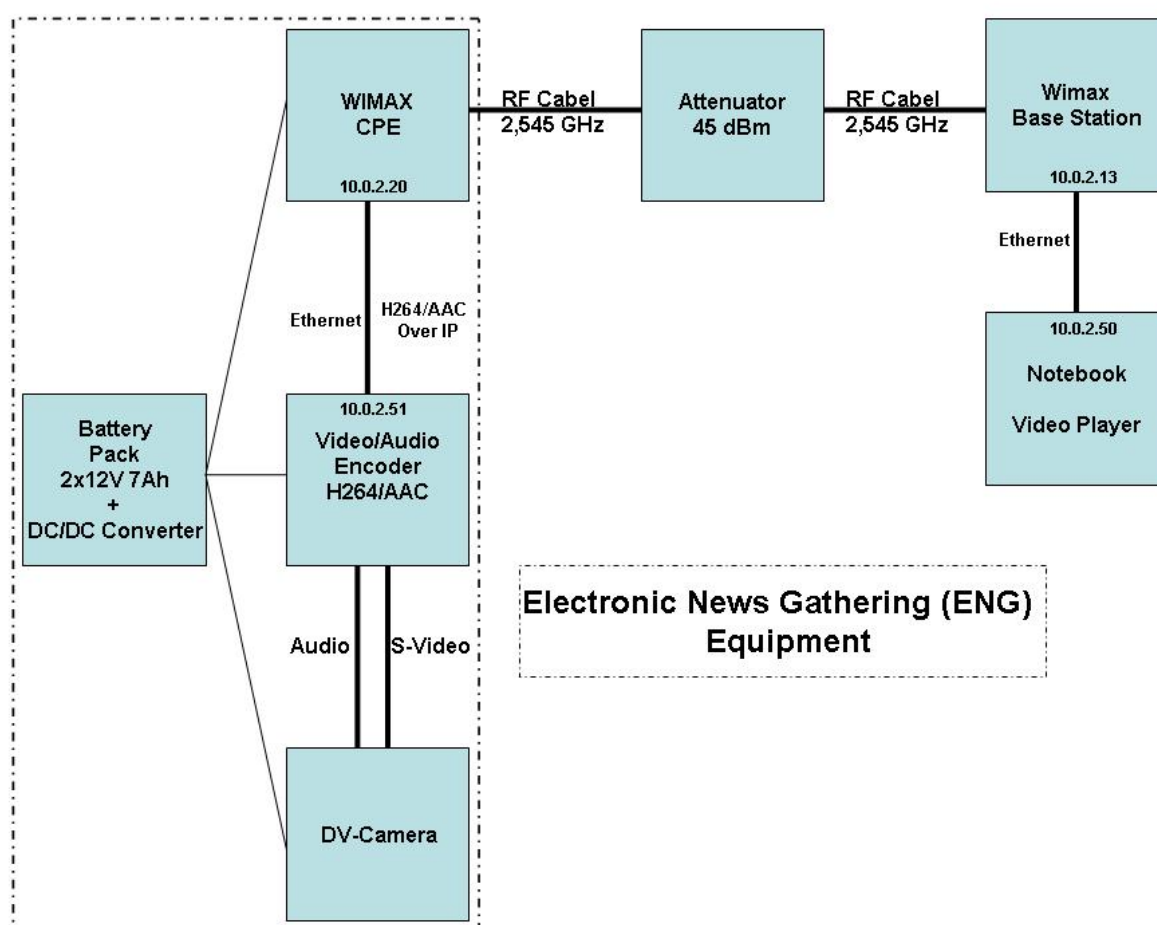 WIMAX
CPE
10.0.2.20
RF Cabel
2,545 GHz
Attenuator
45 dBm
RF Cabel
2,545 GHz
Wimax
Base Station
10.0.2.13
Ethernet
H264/AAC
Over IP
Ethernet
10.0.2.50
Notebook
Video Player
Battery
Pack
2x12V 7Ah
+
DC/DC Converter
10.0.2.51
Video/Audio
Encoder
H264/AAC
Electronic News Gathering (ENG)
Equipment
Audio
S-Video
DV-Camera